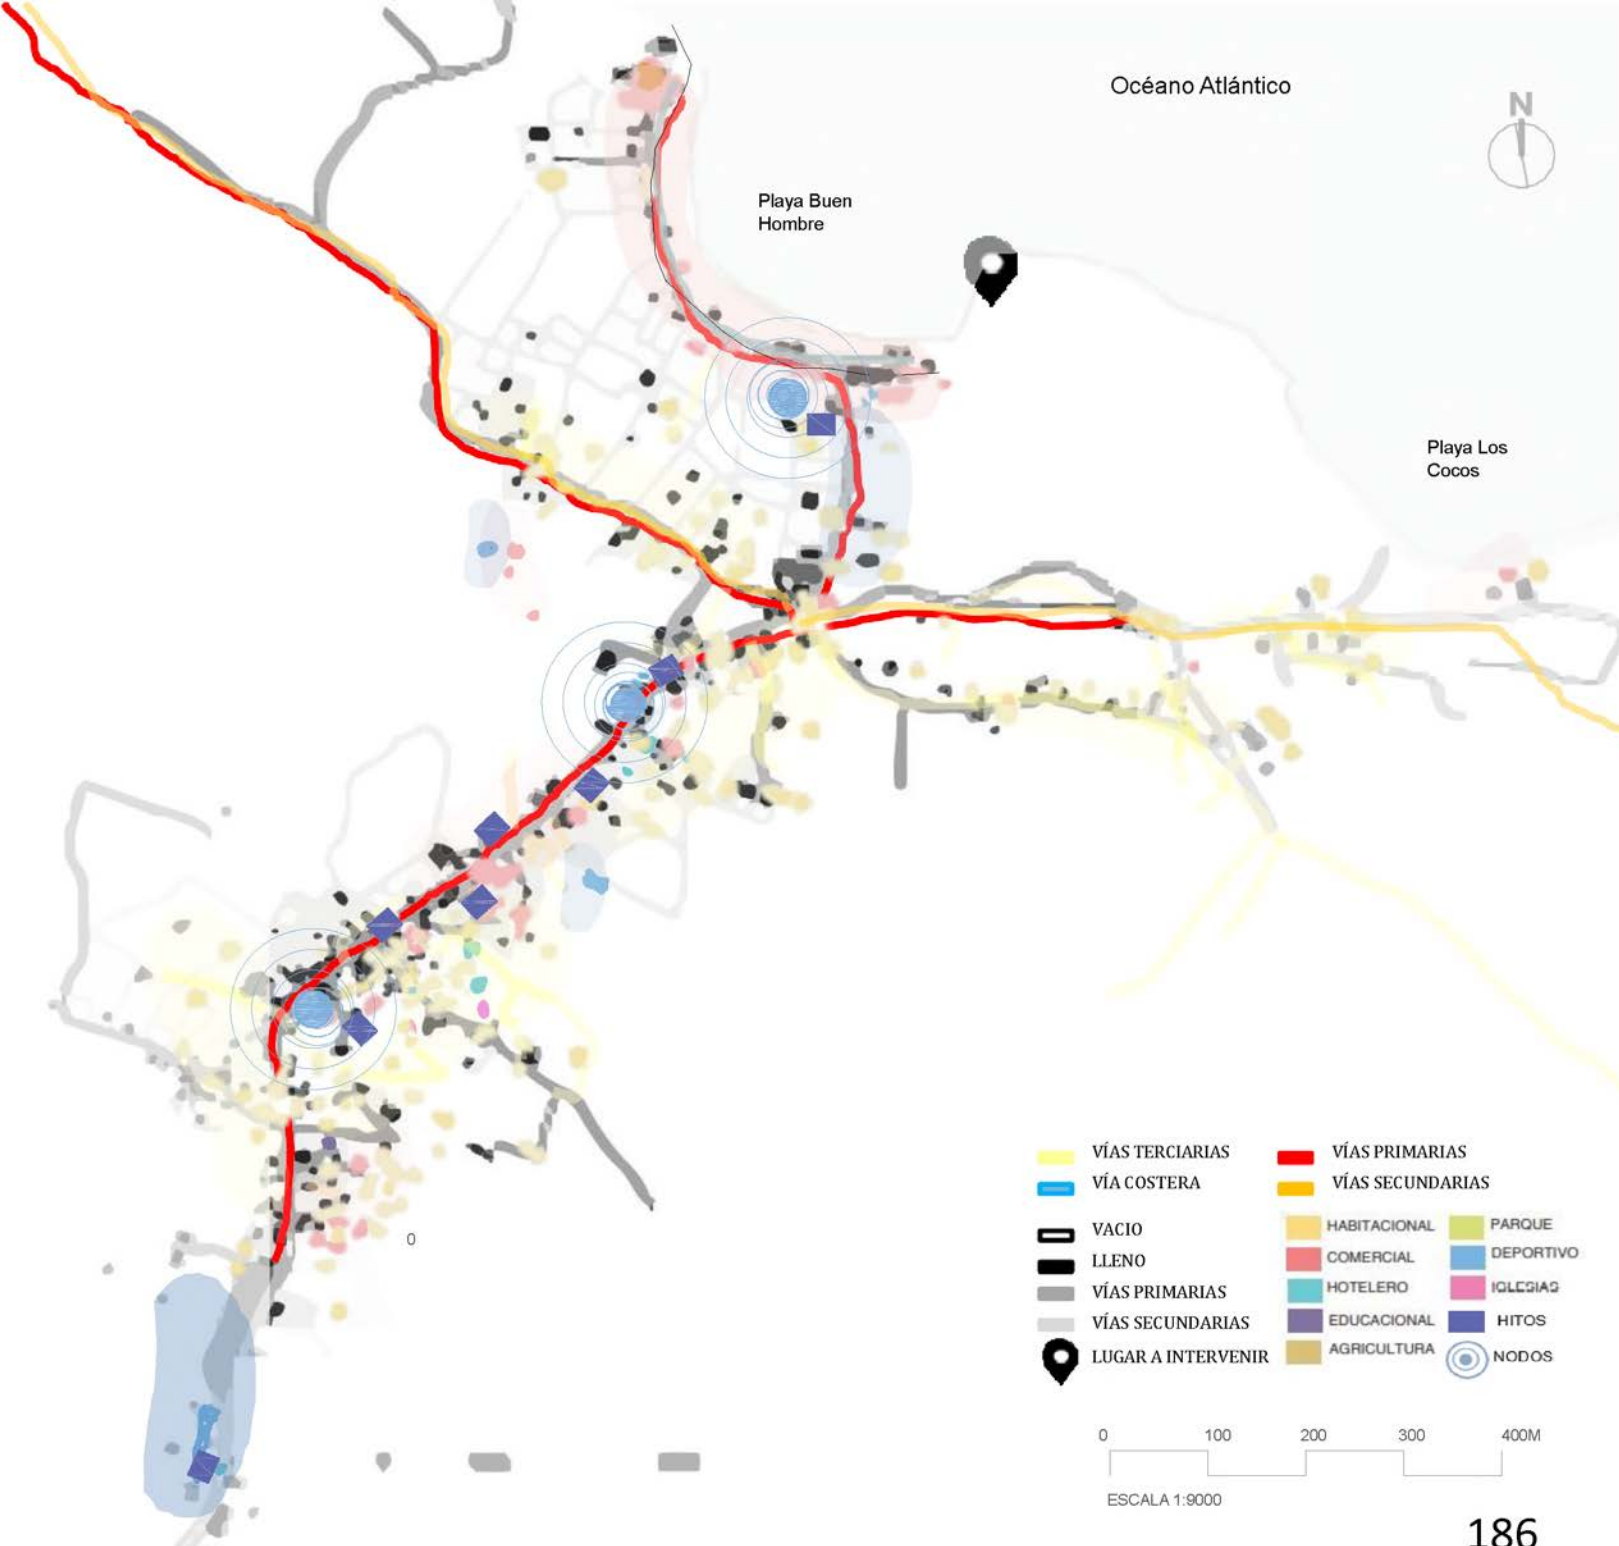 Océano Atlántico
N
Playa Buen
Hombre
Playa Los
Cocos
0
VÍAS TERCIARIAS
VÍA COSTERA
VACIO
LLENO
VÍAS PRIMARIAS
VÍAS SECUNDARIAS
LUGAR A INTERVENIR
VÍAS PRIMARIAS
VÍAS SECUNDARIAS
HABITACIONAL
COMERCIAL
HOTELERO
EDUCACIONAL
AGRICULTURA
PARQUE
DEPORTIVO
IGLESIAS
HITOS
NODOS
0 100 200 300 400M
ESCALA 1:9000
186